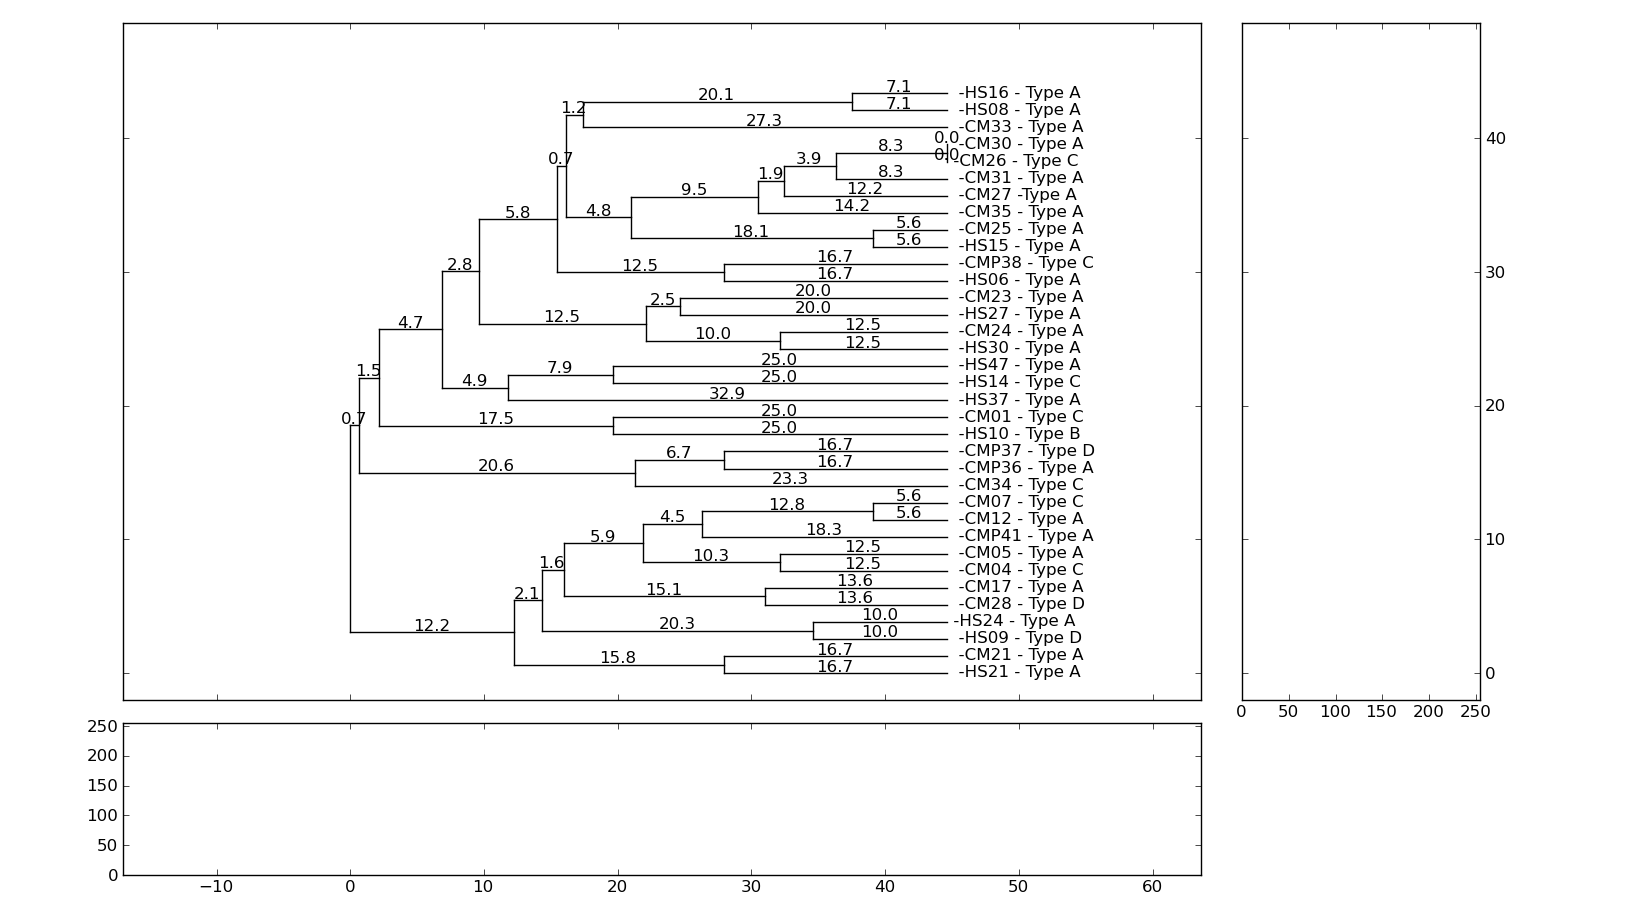 7.1
20.1 -HS16 - Type A
1.2 7.1 -HS08 - Type A
27.3 -CM33 - Type A
0.0
8.3 -CM30 - Type A
0.7 3.9 0.0 -CM26 - Type C
1.9 8.3 -CM31 - Type A
9.5 12.2 -CM27 -Type A
5.8 4.8 14.2 -CM35 - Type A
5.6 -CM25 - Type A
18.1 5.6 -HS15 - Type A
2.8 12.5 16.7 -CMP38 - Type C
16.7 -HS06 - Type A
2.5 20.0 -CM23 - Type A
4.7 12.5 20.0 -HS27 - Type A
10.0 12.5 -CM24 - Type A
12.5 -HS30 - Type A
1.5 7.9 25.0 -HS47 - Type A
4.9 25.0 -HS14 - Type C
32.9 -HS37 - Type A
0.7 17.5 25.0 -CM01 - Type C
25.0 -HS10 - Type B
6.7 16.7 -CMP37 - Type D
20.6 16.7 -CMP36 - Type A
23.3 -CM34 - Type C
12.8 5.6 -CM07 - Type C
4.5 5.6 -CM12 - Type A
5.9 18.3 -CMP41 - Type A
10.3 12.5 -CM05 - Type A
1.6 12.5 -CM04 - Type C
2.1 15.1 13.6 -CM17 - Type A
13.6 -CM28 - Type D
12.2 20.3 10.0 -HS24 - Type A
10.0 -HS09 - Type D
15.8 16.7 -CM21 - Type A
16.7 -HS21 - Type A
40
30
20
10
0
0 50 100 150 200 250
250
200
150
100
50
0
−10 0 10 20 30 40 50 60